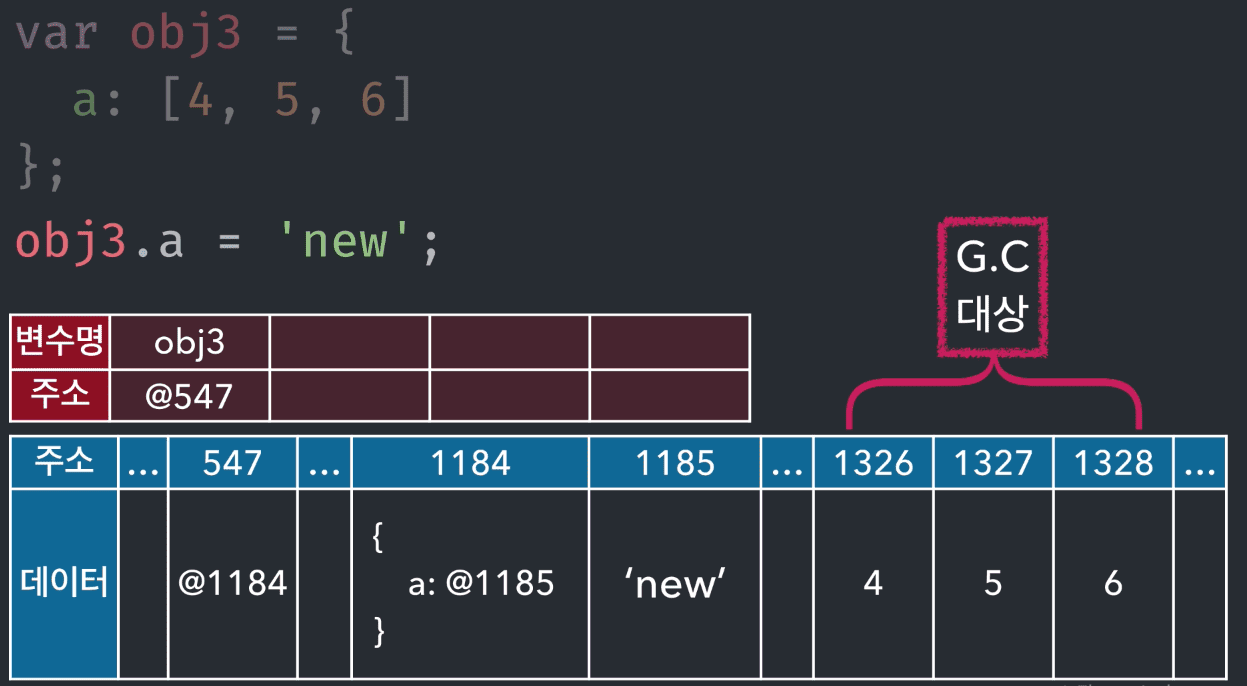 var obj3 = {
a: [4, 5, 6]
};
obj3.a = 'new';
G.C
대상
변수명 obj3
주소 @547
주소 ... 547 ... 1184 1185 ... 1326 1327 1328 ...
{
데이터 @1184 a: @1185 ‘new’ 4 5 6
}